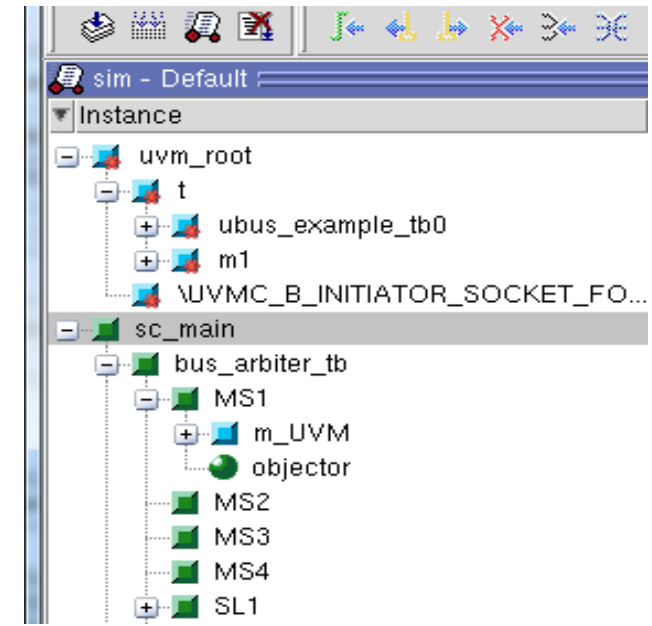 sim - Default
Instance
uvm_root
t
ubus_example_tb0
m1
\UVMC_B_INITIATOR_SOCKET_FO...
sc_main
bus_arbiter_tb
MS1
m_UVM
objector
MS2
MS3
MS4
SL1